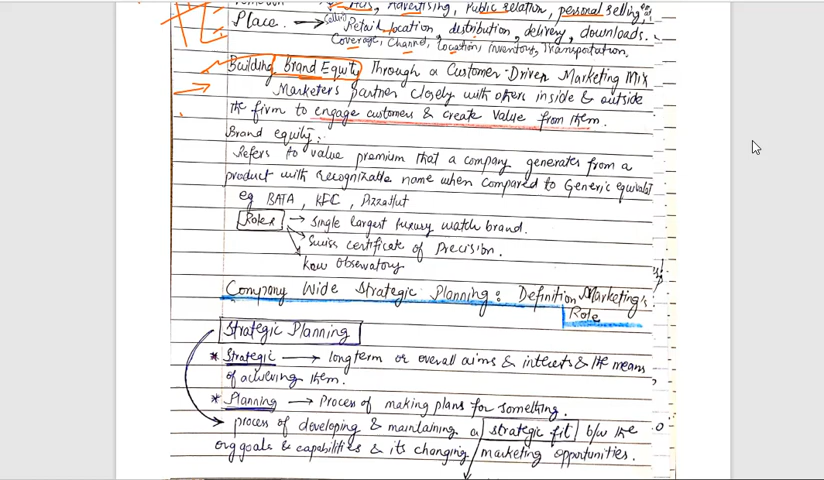 Ads, Advertising, Public relation, personal selling,
Place. → Retail location, distribution, delivery, downloads.
Coverage, Channel, Location, Inventory, Transportation.
Building Brand Equity Through a Customer-Driven Marketing Mix
Marketers partner closely with others inside & outside
the firm to engage customers & create value from them.
Brand equity:
Refers to value premium that a company generates from a
product with recognizable name when compared to Generic equivalet
eg BATA, KFC, PizzaHut
Rolex → Single largest luxury watch brand.
Swiss certificate of Precision.
Kew Observatory
Company Wide Strategic Planning: Definition Marketing's
Role
Strategic Planning
* Strategic → longterm or overall aims & interests & the means
of achieving them.
* Planning → Process of making plans for something.
process of developing & maintaining a strategic fit b/w the
org goals & capabilities & its changing marketing opportunities.